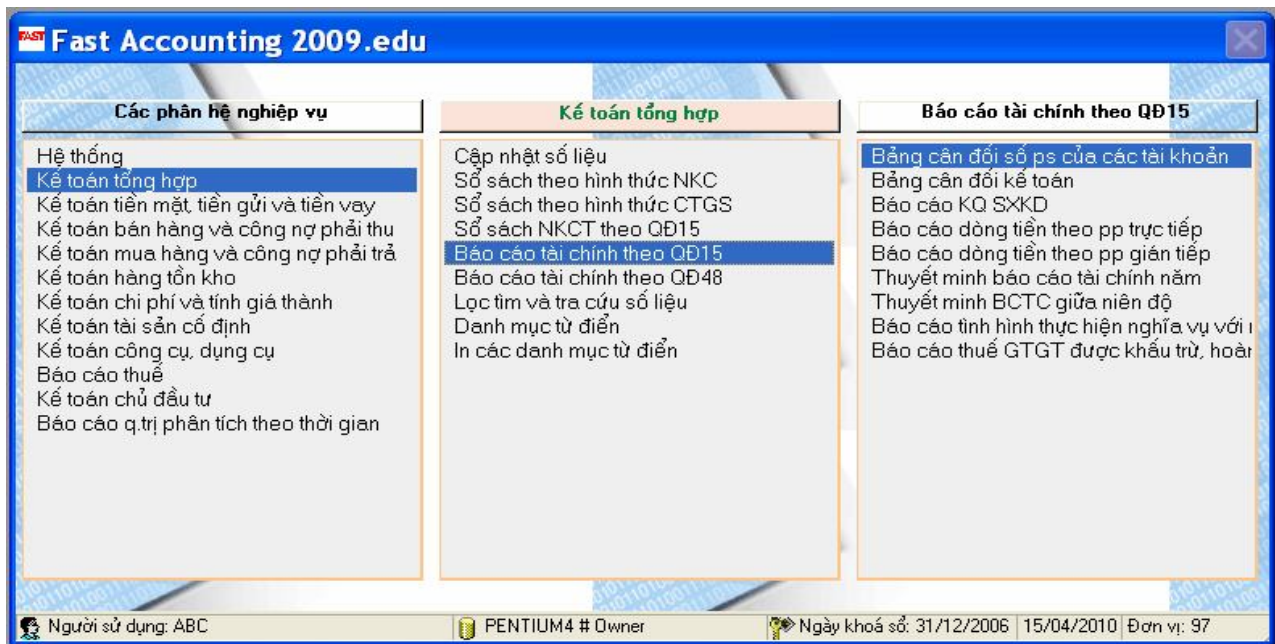 FAST Fast Accounting 2009.edu
Các phân hệ nghiệp vụ
Hệ thống
Kế toán tổng hợp
Kế toán tiền mặt, tiền gửi và tiền vay
Kế toán bán hàng và công nợ phải thu
Kế toán mua hàng và công nợ phải trả
Kế toán hàng tồn kho
Kế toán chi phí và tính giá thành
Kế toán tài sản cố định
Kế toán công cụ, dụng cụ
Báo cáo thuế
Kế toán chủ đầu tư
Báo cáo q.trị phân tích theo thời gian
Kế toán tổng hợp
Cập nhật số liệu
Sổ sách theo hình thức NKC
Sổ sách theo hình thức CTGS
Sổ sách NKCT theo QĐ15
Báo cáo tài chính theo QĐ15
Báo cáo tài chính theo QĐ48
Lọc tìm và tra cứu số liệu
Danh mục từ điển
In các danh mục từ điển
Báo cáo tài chính theo QĐ15
Bảng cân đối số ps của các tài khoản
Bảng cân đối kế toán
Báo cáo KQ SXKD
Báo cáo dòng tiền theo pp trực tiếp
Báo cáo dòng tiền theo pp gián tiếp
Thuyết minh báo cáo tài chính năm
Thuyết minh BCTC giữa niên độ
Báo cáo tình hình thực hiện nghĩa vụ với
Báo cáo thuế GTGT được khấu trừ, hoàn
Người sử dụng: ABC
PENTIUM4 # Owner
Ngày khoá sổ: 31/12/2006
15/04/2010
Đơn vị: 97